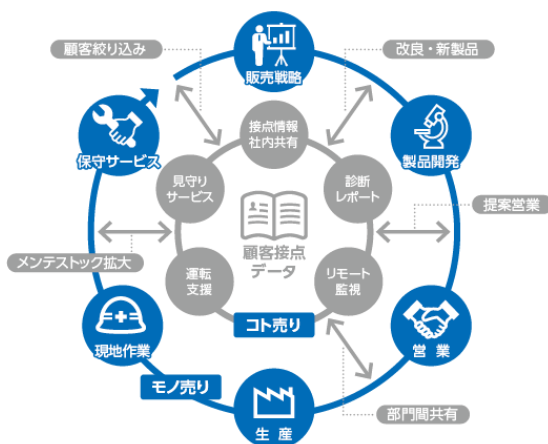 顧客絞り込み
販売戦略
改良・新製品
接点情報
社内共有
保守サービス
製品開発
見守り
サービス
診断
レポート
提案営業
顧客接点
データ
メンテストック拡大
運転
支援
リモート
監視
コト売り
現地作業
営業
モノ売り
部門間共有
生産